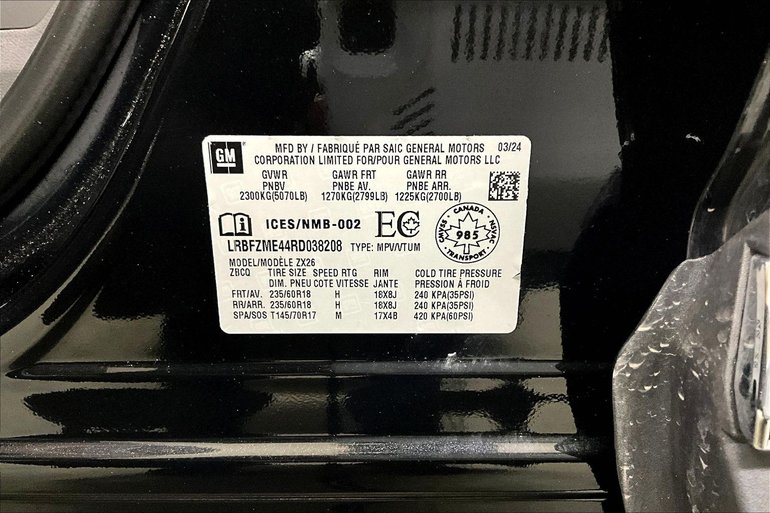 GM
MFD BY / FABRIQUÉ PAR SAIC GENERAL MOTORS 03/24
CORPORATION LIMITED FOR/POUR GENERAL MOTORS LLC
GVWR GAWR FRT GAWR RR
PNBV PNBE AV. PNBE ARR.
2300KG(5070LB) 1270KG(2799LB) 1225KG(2700LB)
i ICES/NMB-002 EC
CANADA
CMVSS NSVAC
985
TRANSPORT
LRBFZME44RD038208 TYPE: MPV/VTUM
MODEL/MODÈLE ZX26
ZBCQ TIRE SIZE SPEED RTG RIM COLD TIRE PRESSURE
DIM. PNEU COTE VITESSE JANTE PRESSION À FROID
FRT/AV. 235/60R18 H 18X8J 240 KPA(35PSI)
RR/ARR. 235/60R18 H 18X8J 240 KPA(35PSI)
SPA/SOS T145/70R17 M 17X4B 420 KPA(60PSI)